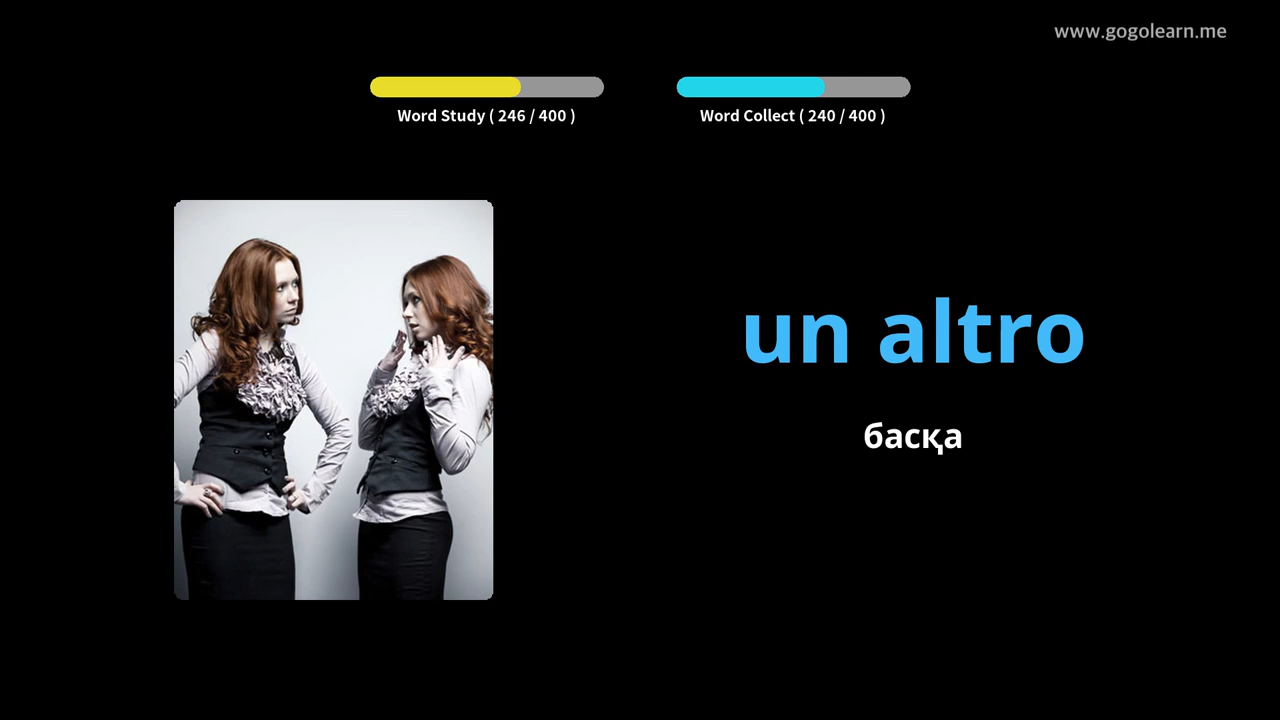 www.gogolearn.me
Word Study ( 246 / 400 )
Word Collect ( 240 / 400 )
un altro
басқа